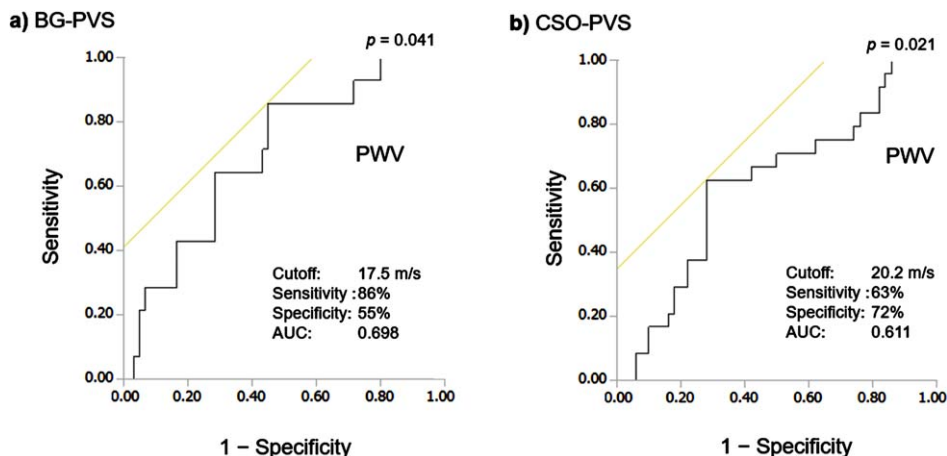 a) BG-PVS
p = 0.041
1.00
0.80
0.60
0.40
0.20
0.00
Sensitivity
PWV
Cutoff: 17.5 m/s
Sensitivity :86%
Specificity: 55%
AUC: 0.698
0.00 0.20 0.40 0.60 0.80 1.00
1 – Specificity
b) CSO-PVS
p = 0.021
1.00
0.80
0.60
0.40
0.20
0.00
Sensitivity
PWV
Cutoff: 20.2 m/s
Sensitivity :63%
Specificity: 72%
AUC: 0.611
0.00 0.20 0.40 0.60 0.80 1.00
1 – Specificity